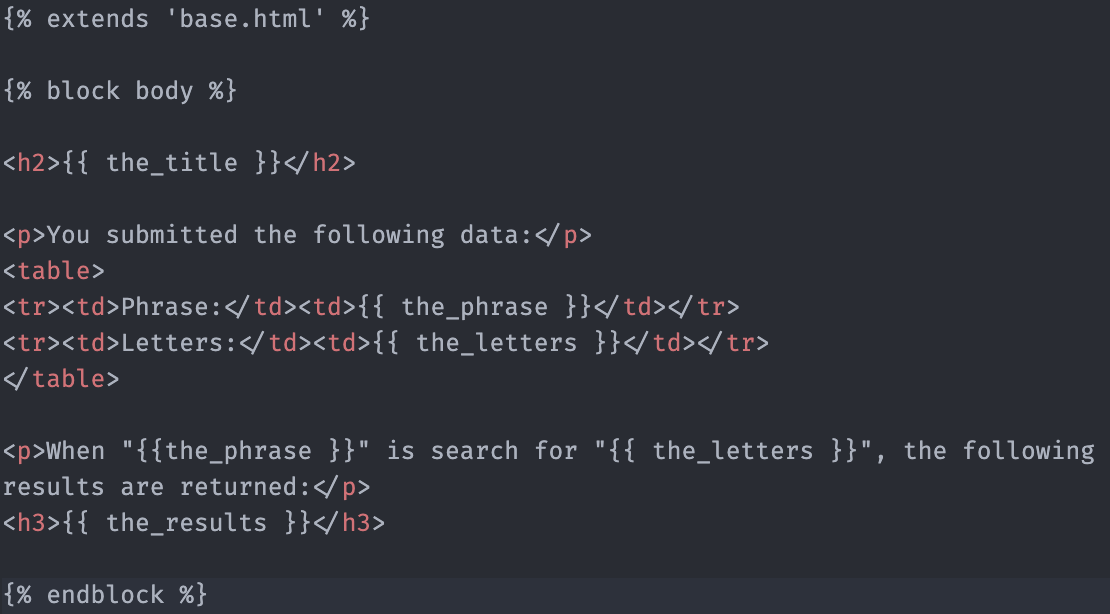 {% extends 'base.html' %}
{% block body %}
<h2>{{ the_title }}</h2>
<p>You submitted the following data:</p>
<table>
<tr><td>Phrase:</td><td>{{ the_phrase }}</td></tr>
<tr><td>Letters:</td><td>{{ the_letters }}</td></tr>
</table>
<p>When "{{the_phrase }}" is search for "{{ the_letters }}", the following
results are returned:</p>
<h3>{{ the_results }}</h3>
{% endblock %}